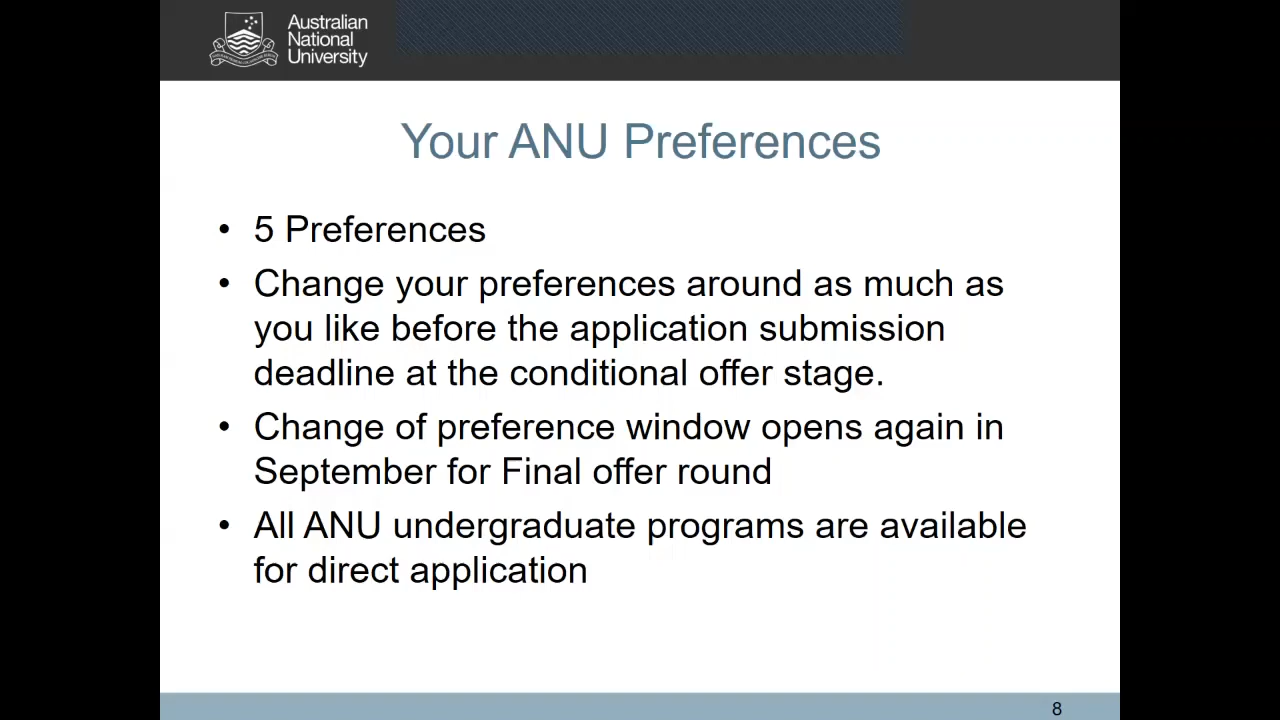 Australian
National
University
Your ANU Preferences
• 5 Preferences
• Change your preferences around as much as
you like before the application submission
deadline at the conditional offer stage.
• Change of preference window opens again in
September for Final offer round
• All ANU undergraduate programs are available
for direct application
8